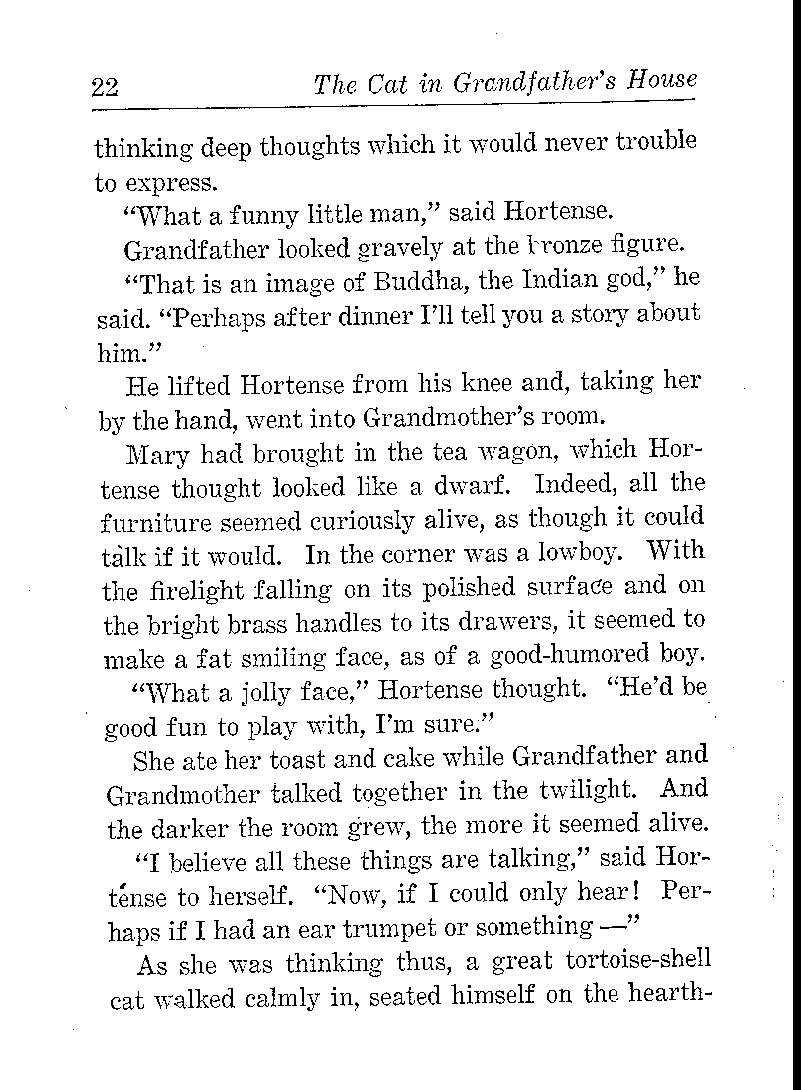 22 The Cat in Grandfather's House
thinking deep thoughts which it would never trouble
to express.
“What a funny little man,” said Hortense.
Grandfather looked gravely at the bronze figure.
“That is an image of Buddha, the Indian god,” he
said. “Perhaps after dinner I'll tell you a story about
him.”
He lifted Hortense from his knee and, taking her
by the hand, went into Grandmother's room.
Mary had brought in the tea wagon, which Hor-
tense thought looked like a dwarf. Indeed, all the
furniture seemed curiously alive, as though it could
talk if it would. In the corner was a lowboy. With
the firelight falling on its polished surface and on
the bright brass handles to its drawers, it seemed to
make a fat smiling face, as of a good-humored boy.
“What a jolly face,” Hortense thought. “He'd be
good fun to play with, I'm sure.”
She ate her toast and cake while Grandfather and
Grandmother talked together in the twilight. And
the darker the room grew, the more it seemed alive.
“I believe all these things are talking,” said Hor-
tense to herself. “Now, if I could only hear! Per-
haps if I had an ear trumpet or something —”
As she was thinking thus, a great tortoise-shell
cat walked calmly in, seated himself on the hearth-